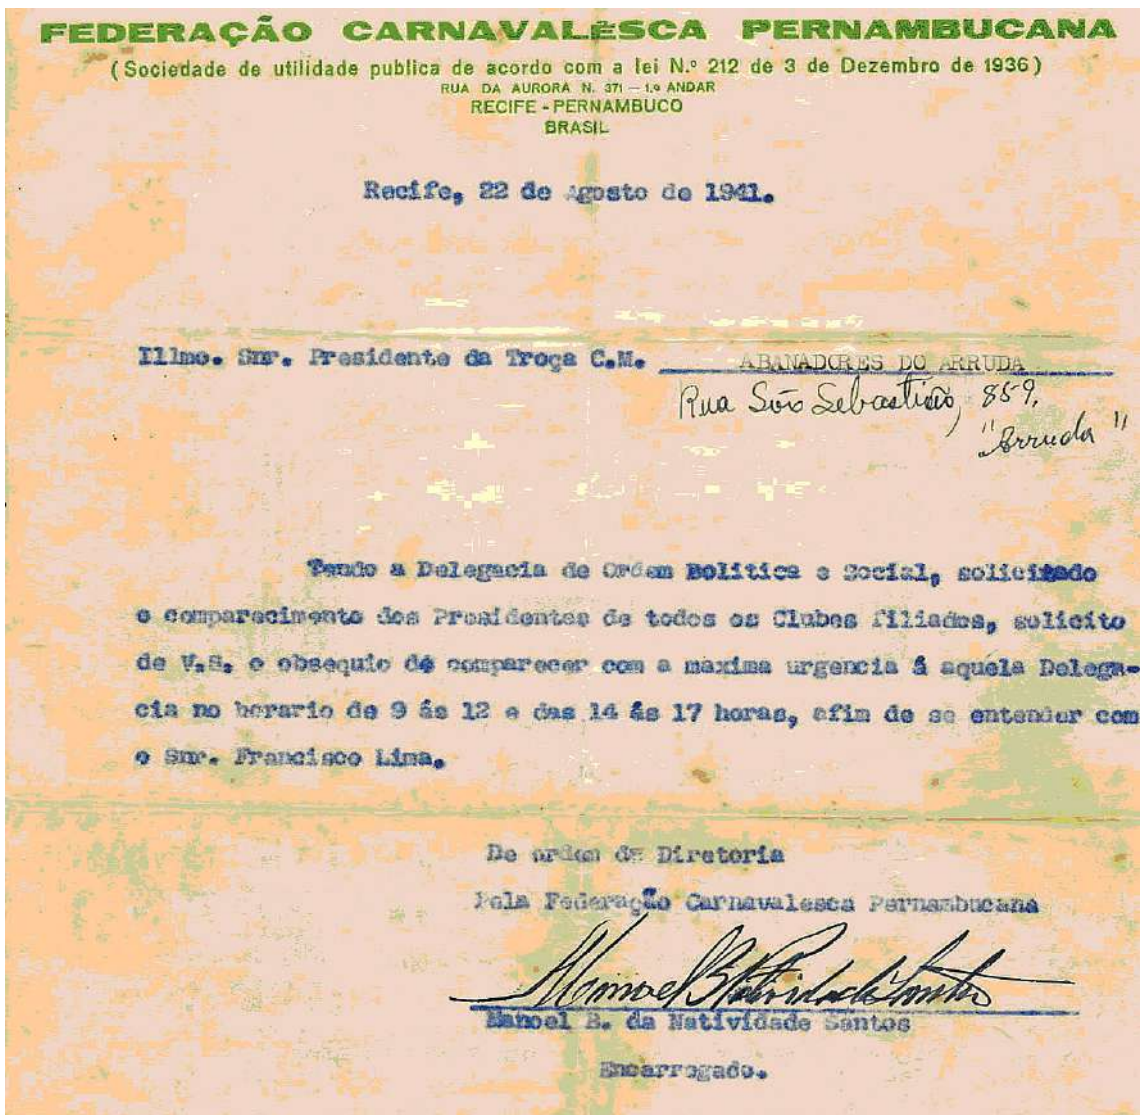 FEDERAÇÃO CARNAVALESCA PERNAMBUCANA
(Sociedade de utilidade publica de acordo com a lei N.º 212 de 3 de Dezembro de 1936)
RUA DA AURORA N. 371 — 1.º ANDAR
RECIFE - PERNAMBUCO
BRASIL
Recife, 22 de Agosto de 1941.
Illmo. Snr. Presidente da Troça C.M. ABANADORES DO ARRUDA
Rua São Sebastião, 859,
"Arruda"
Tendo a Delegacia de Ordem Politica e Social, solicitado
o comparecimento dos Presidentes de todos os Clubes filiados, solicito
de V.S. o obsequio de comparecer com a maxima urgencia á aquela Delega-
cia no horario de 9 ás 12 e das 14 ás 17 horas, afim de se entender com
o Snr. Francisco Lima.
De ordem da Diretoria
Pela Federação Carnavalesca Pernambucana
Manoel B. da Natividade Santos
Manoel B. da Natividade Santos
Encarregado.